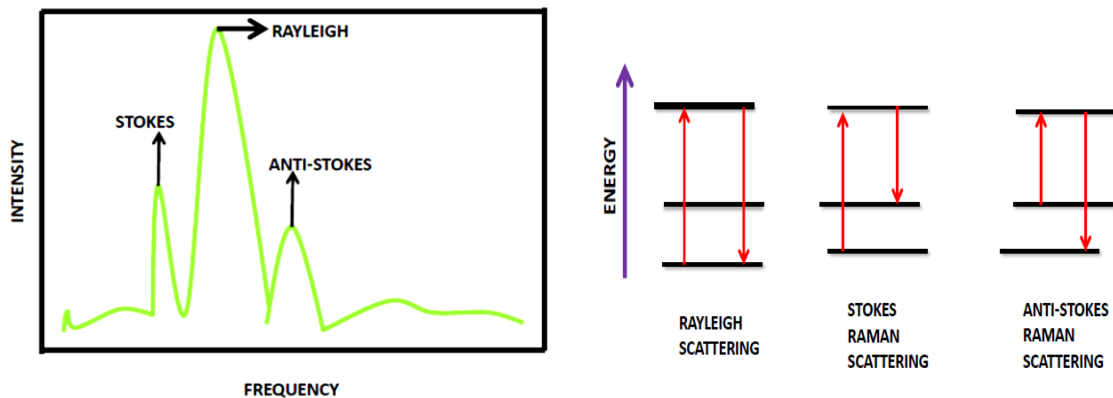 RAYLEIGH
STOKES
ANTI-STOKES
INTENSITY
FREQUENCY
ENERGY
RAYLEIGH
SCATTERING
STOKES
RAMAN
SCATTERING
ANTI-STOKES
RAMAN
SCATTERING